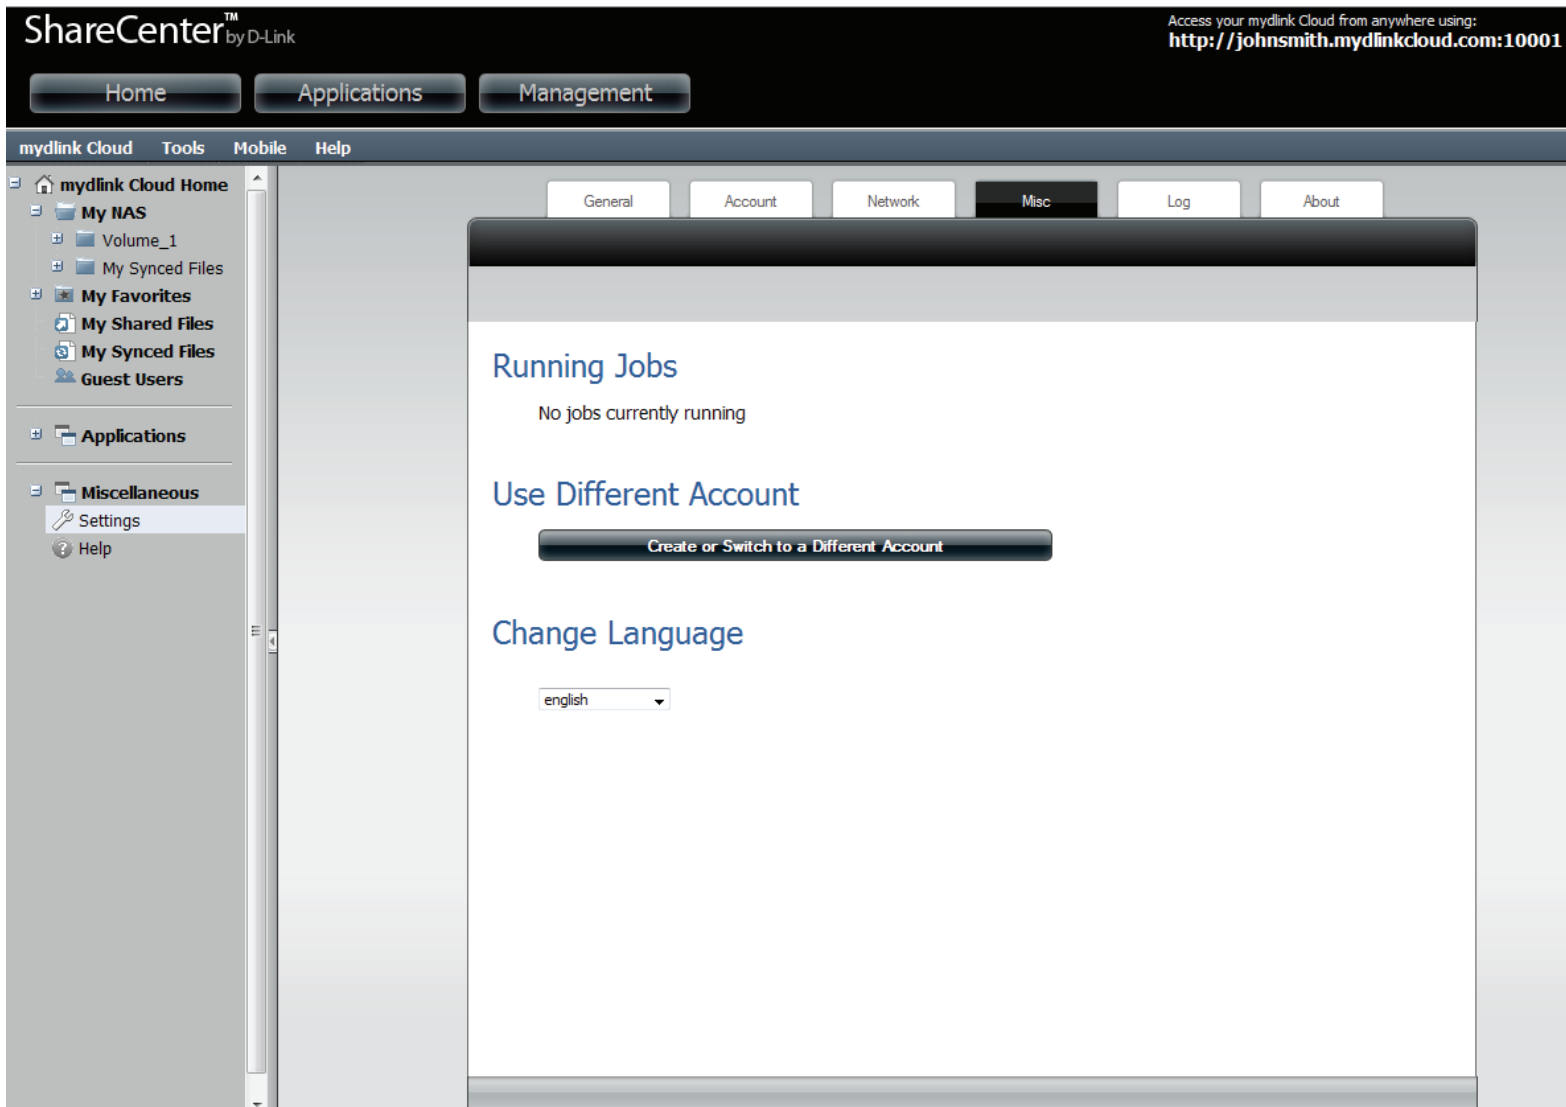 ShareCenter™ by D-Link
Access your mydlink Cloud from anywhere using:
http://johnsmith.mydlinkcloud.com:10001
Home Applications Management
mydlink Cloud Tools Mobile Help
mydlink Cloud Home
My NAS
Volume_1
My Synced Files
My Favorites
My Shared Files
My Synced Files
Guest Users
Applications
Miscellaneous
Settings
Help
General Account Network Misc Log About
Running Jobs
No jobs currently running
Use Different Account
Create or Switch to a Different Account
Change Language
english